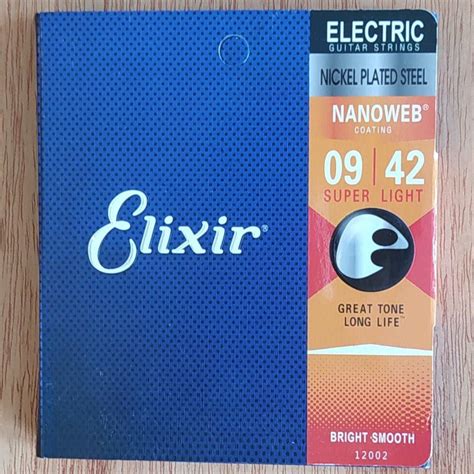 Elixir®
ELECTRIC
GUITAR STRINGS
NICKEL PLATED STEEL
NANOWEB®
COATING
09 | 42
SUPER LIGHT
GREAT TONE
LONG LIFE™
BRIGHT·SMOOTH
12002